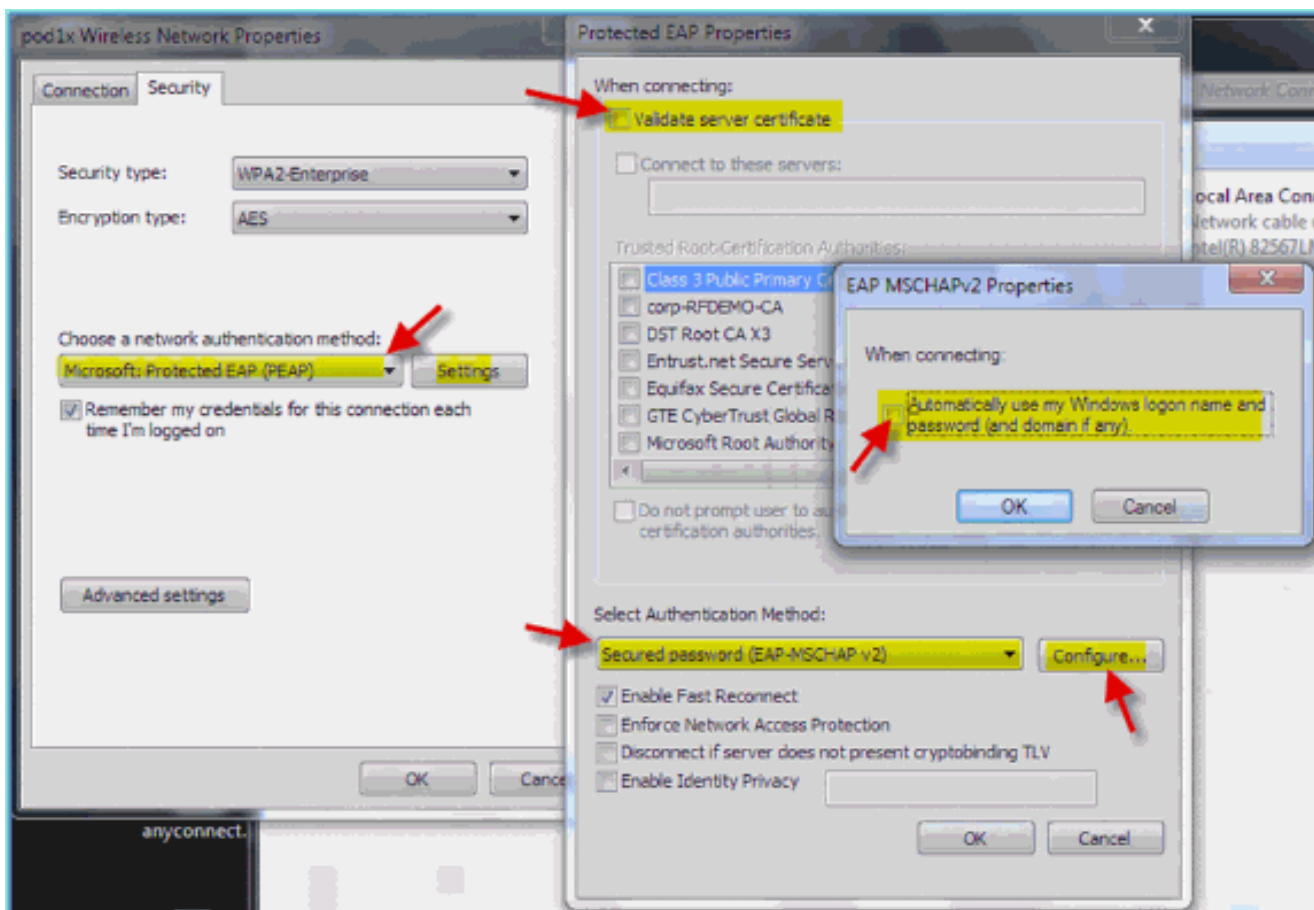 pod1x Wireless Network Properties
Connection
Security
Security type:
WPA2-Enterprise
Encryption type:
AES
Choose a network authentication method:
Microsoft: Protected EAP (PEAP)
Settings
Remember my credentials for this connection each
time I'm logged on
Advanced settings
OK
Cance
anyconnect.
Protected EAP Properties
When connecting:
Validate server certificate
Connect to these servers:
Trusted Root Certification Authorities:
Class 3 Public Primary C
corp-RFDEMO-CA
DST Root CA X3
Entrust.net Secure Serv
Equifax Secure Certifica
GTE CyberTrust Global R
Microsoft Root Authority
Do not prompt user to au
certification authorities.
Select Authentication Method:
Secured password (EAP-MSCHAP v2)
Configure...
Enable Fast Reconnect
Enforce Network Access Protection
Disconnect if server does not present cryptobinding TLV
Enable Identity Privacy
OK
Cancel
EAP MSCHAPv2 Properties
When connecting:
Automatically use my Windows logon name and
password (and domain if any).
OK
Cancel
Network Conn
ocal Area Con
Network cable
ntel(R) 82567LM